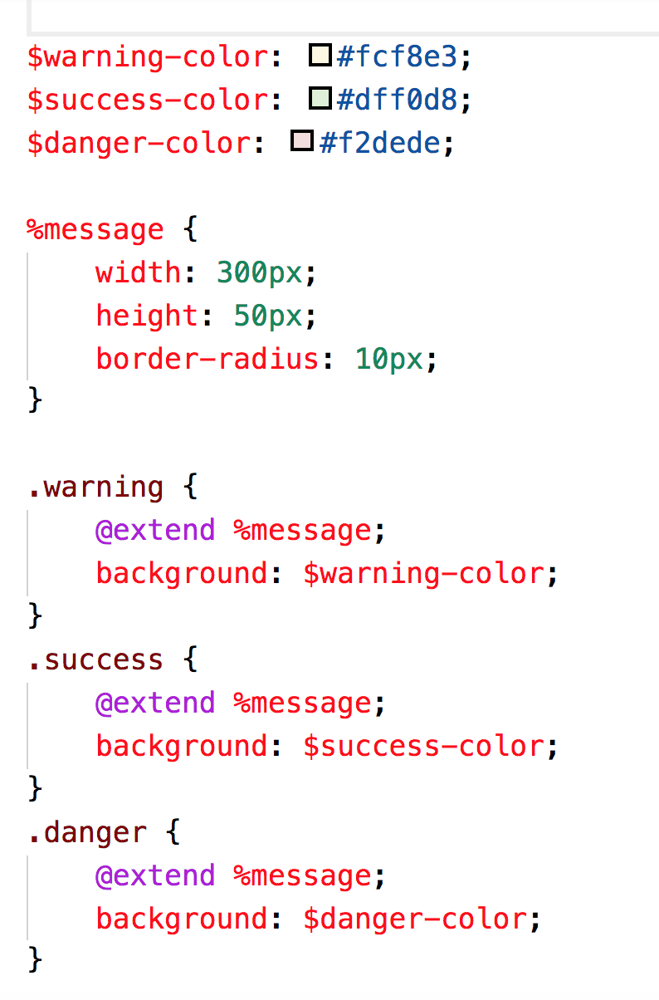 $warning-color: #fcf8e3;
$success-color: #dff0d8;
$danger-color: #f2dede;
%message {
    width: 300px;
    height: 50px;
    border-radius: 10px;
}
.warning {
    @extend %message;
    background: $warning-color;
}
.success {
    @extend %message;
    background: $success-color;
}
.danger {
    @extend %message;
    background: $danger-color;
}